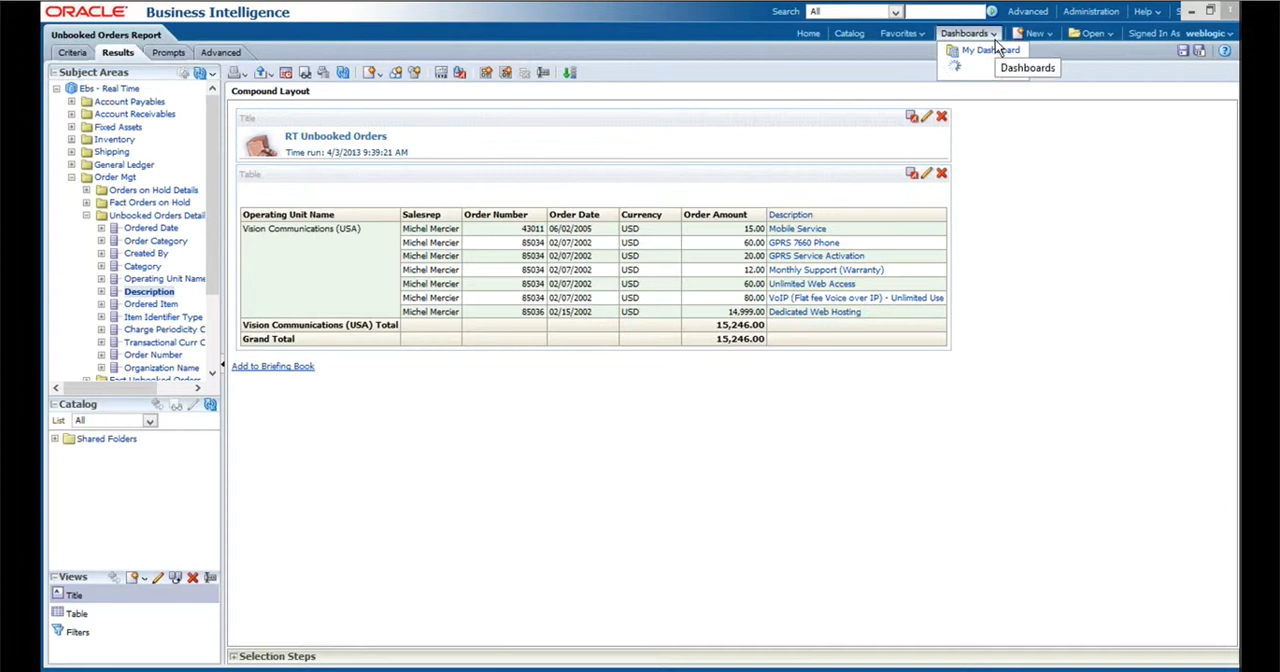 ORACLE Business Intelligence
Search All Advanced Administration Help S
Unbooked Orders Report
Home Catalog Favorites Dashboards New Open Signed In As weblogic
Criteria Results Prompts Advanced
My Dashboard
Dashboards
Subject Areas
Ebs - Real Time
Account Payables
Account Receivables
Fixed Assets
Inventory
Shipping
General Ledger
Order Mgt
Orders on Hold Details
Fact Orders on Hold
Unbooked Orders Detail
Ordered Date
Order Category
Created By
Category
Operating Unit Name
Description
Ordered Item
Item Identifier Type
Charge Periodicity C
Transactional Curr C
Order Number
Organization Name
Fact Unbooked Orders
Catalog
List All
Shared Folders
Views
Title
Table
Filters
Compound Layout
Title
RT Unbooked Orders
Time run: 4/3/2013 9:39:21 AM
Table
Operating Unit Name Salesrep Order Number Order Date Currency Order Amount Description
Vision Communications (USA) Michel Mercier 43011 06/02/2005 USD 15.00 Mobile Service
Michel Mercier 85034 02/07/2002 USD 60.00 GPRS 7660 Phone
Michel Mercier 85034 02/07/2002 USD 20.00 GPRS Service Activation
Michel Mercier 85034 02/07/2002 USD 12.00 Monthly Support (Warranty)
Michel Mercier 85034 02/07/2002 USD 60.00 Unlimited Web Access
Michel Mercier 85034 02/07/2002 USD 80.00 VoIP (Flat fee Voice over IP) - Unlimited Use
Michel Mercier 85036 02/15/2002 USD 14,999.00 Dedicated Web Hosting
Vision Communications (USA) Total 15,246.00
Grand Total 15,246.00
Add to Briefing Book
Selection Steps